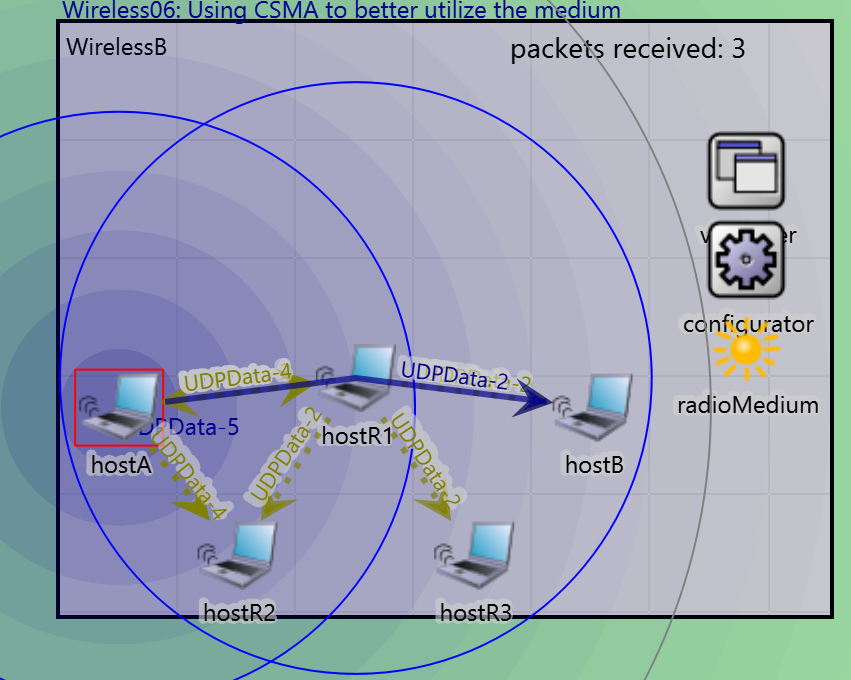 Wireless06: Using CSMA to better utilize the medium
WirelessB
packets received: 3
configurator
radioMedium
UDPData-4
UDPData-2
DPData-5
hostA
hostR1
hostB
UDPData-4
UDPData-2
UDPData-2
hostR2
hostR3